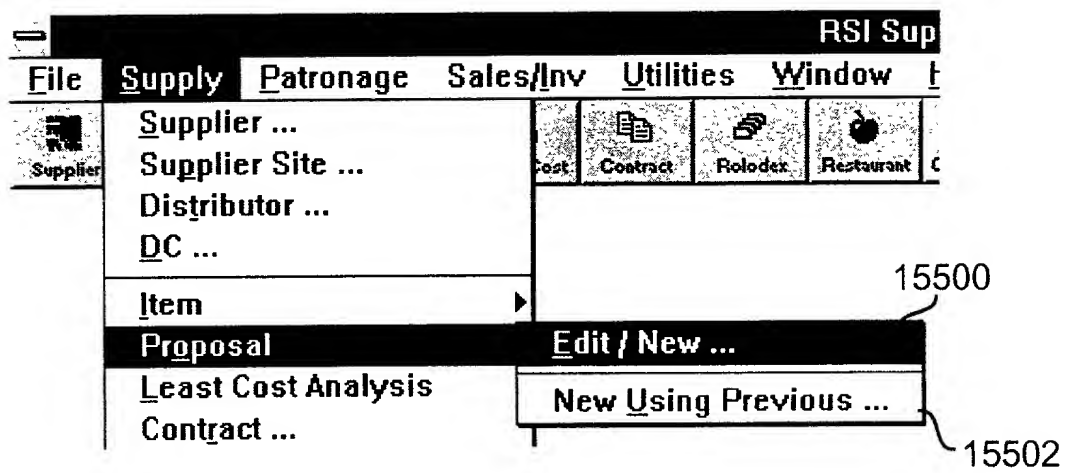 RSI Sup
File Supply Patronage Sales/Inv Utilities Window H
Supplier Cost Contract Rolodex Restaurant
Supplier ...
Supplier Site ...
Distributor ...
DC ...
15500
Item
Proposal Edit / New ...
Least Cost Analysis New Using Previous ...
Contract ...
15502